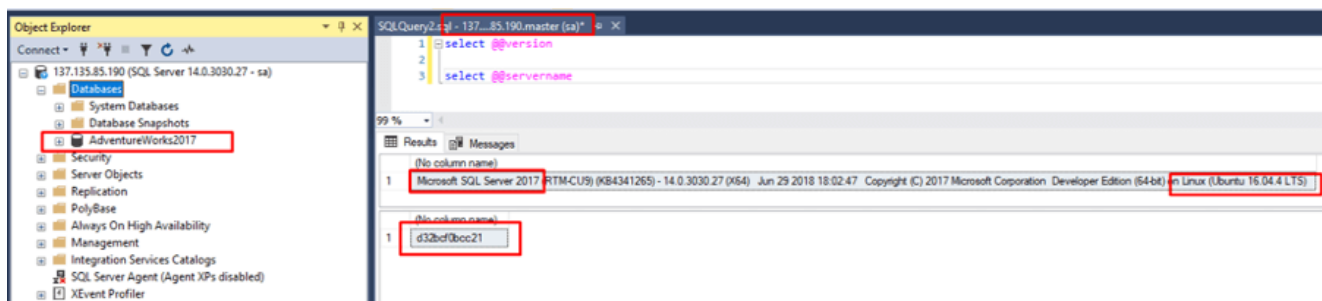 Object Explorer
Connect
137.135.85.190 (SQL Server 14.0.3030.27 - sa)
Databases
System Databases
Database Snapshots
AdventureWorks2017
Security
Server Objects
Replication
PolyBase
Always On High Availability
Management
Integration Services Catalogs
SQL Server Agent (Agent XPs disabled)
XEvent Profiler
SQLQuery2.sql - 137....85.190.master (sa)*
1 select @@version
2
3 select @@servername
99 %
Results Messages
(No column name)
1 Microsoft SQL Server 2017 (RTM-CU9) (KB4341265) - 14.0.3030.27 (X64) Jun 29 2018 18:02:47 Copyright (C) 2017 Microsoft Corporation Developer Edition (64-bit) on Linux (Ubuntu 16.04.4 LTS)
(No column name)
1 d32bcf0bcc21